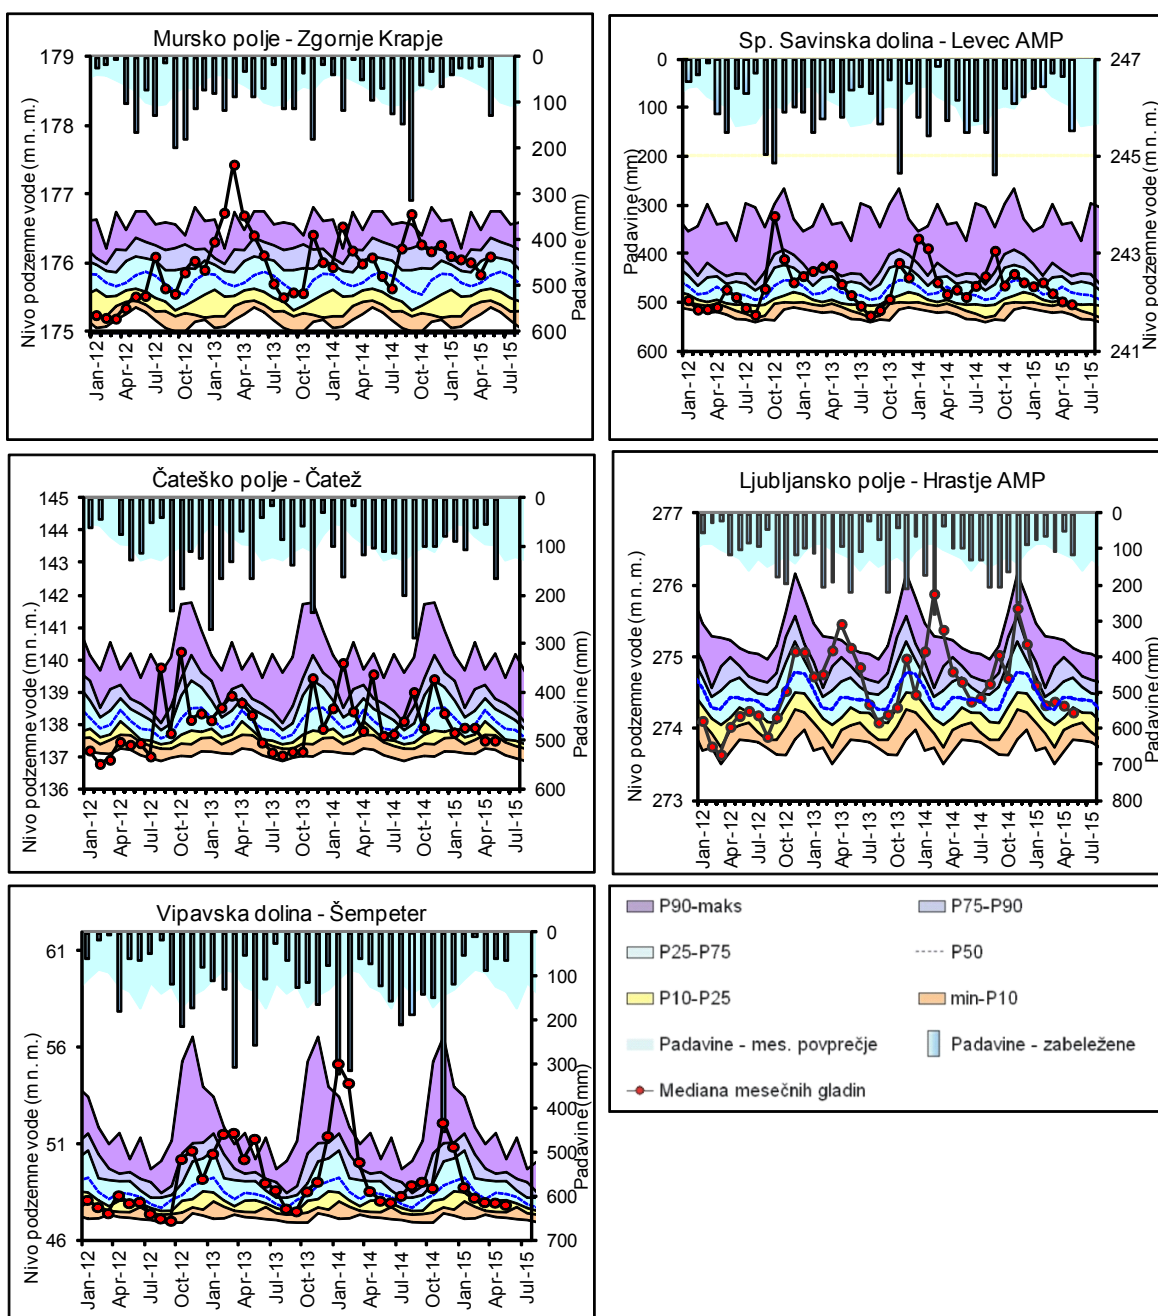 Mursko polje - Zgornje Krapje
Nivo podzemne vode (m n. m.)
179
178
177
176
175
0
100
200
300
400
500
600
Padavine (mm)
Jan-12
Apr-12
Jul-12
Oct-12
Jan-13
Apr-13
Jul-13
Oct-13
Jan-14
Apr-14
Jul-14
Oct-14
Jan-15
Apr-15
Jul-15
Sp. Savinska dolina - Levec AMP
Padavine (mm)
0
100
200
300
400
500
600
247
245
243
241
Nivo podzemne vode (m n. m.)
Jan-12
Apr-12
Jul-12
Oct-12
Jan-13
Apr-13
Jul-13
Oct-13
Jan-14
Apr-14
Jul-14
Oct-14
Jan-15
Apr-15
Jul-15
Čateško polje - Čatež
Nivo podzemne vode (m n. m.)
145
144
143
142
141
140
139
138
137
136
0
100
200
300
400
500
600
Padavine (mm)
Jan-12
Apr-12
Jul-12
Oct-12
Jan-13
Apr-13
Jul-13
Oct-13
Jan-14
Apr-14
Jul-14
Oct-14
Jan-15
Apr-15
Jul-15
Ljubljansko polje - Hrastje AMP
Nivo podzemne vode (m n. m.)
277
276
275
274
273
0
100
200
300
400
500
600
700
800
Padavine (mm)
Jan-12
Apr-12
Jul-12
Oct-12
Jan-13
Apr-13
Jul-13
Oct-13
Jan-14
Apr-14
Jul-14
Oct-14
Jan-15
Apr-15
Jul-15
Vipavska dolina - Šempeter
Nivo podzemne vode (m n. m.)
61
56
51
46
0
100
200
300
400
500
600
700
Padavine (mm)
Jan-12
Apr-12
Jul-12
Oct-12
Jan-13
Apr-13
Jul-13
Oct-13
Jan-14
Apr-14
Jul-14
Oct-14
Jan-15
Apr-15
Jul-15
P90-maks
P75-P90
P25-P75
P50
P10-P25
min-P10
Padavine - mes. povprečje
Padavine - zabeležene
Mediana mesečnih gladin